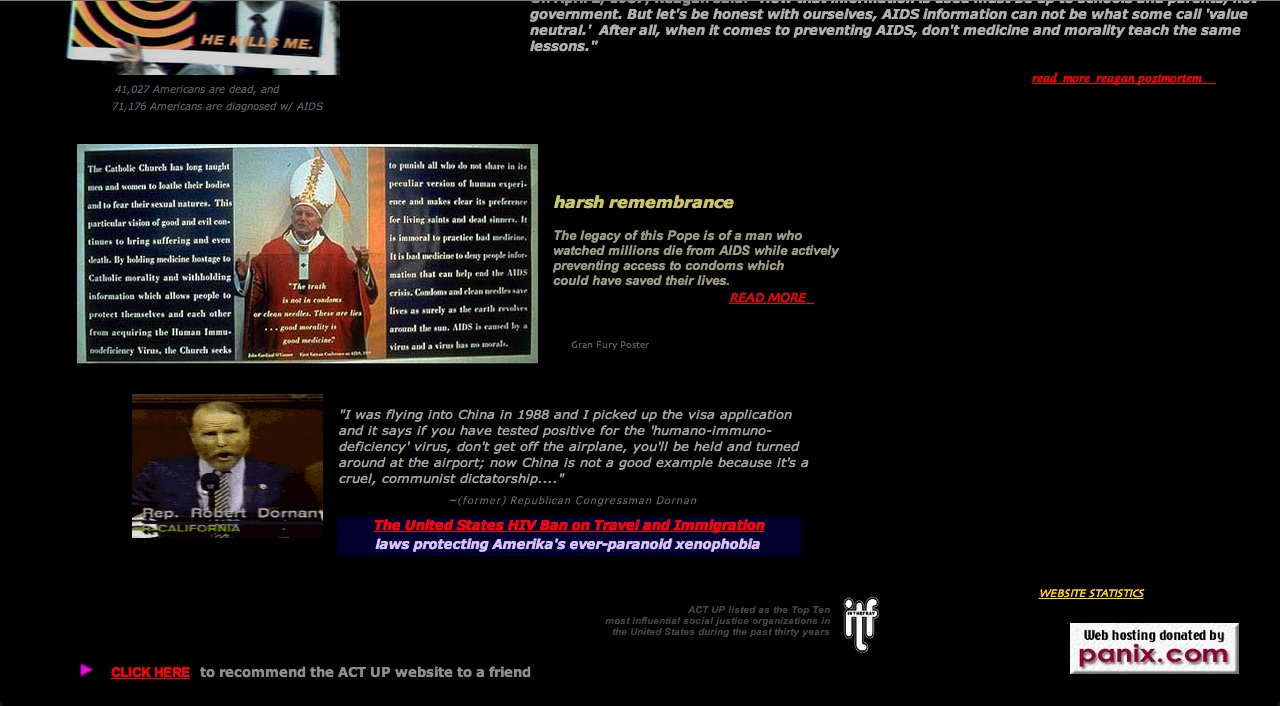 HE KILLS ME.
41,027 Americans are dead, and
71,176 Americans are diagnosed w/ AIDS
government. But let's be honest with ourselves, AIDS information can not be what some call 'value
neutral.' After all, when it comes to preventing AIDS, don't medicine and morality teach the same
lessons."
read more reagan postmortem
The Catholic Church has long taught
men and women to loathe their bodies
and to fear their sexual natures. This
particular vision of good and evil con-
tinues to bring suffering and even
death. By holding medicine hostage to
Catholic morality and withholding
information which allows people to
protect themselves and each other
from acquiring the Human Immu-
nodeficiency Virus, the Church seeks
"The truth
is not in condoms
or clean needles. These are lies
. . . good morality is
good medicine."
John Cardinal O'Connor
to punish all who do not share in its
peculiar version of human experi-
ence and makes clear its preference
for living saints and dead sinners. It
is immoral to practice bad medicine.
It is bad medicine to deny people infor-
mation that can help end the AIDS
crisis. Condoms and clean needles save
lives as surely as the earth revolves
around the sun. AIDS is caused by a
virus and a virus has no morals.
harsh remembrance
The legacy of this Pope is of a man who
watched millions die from AIDS while actively
preventing access to condoms which
could have saved their lives.
READ MORE
Gran Fury Poster
Rep. Robert Dornan
R-CALIFORNIA
"I was flying into China in 1988 and I picked up the visa application
and it says if you have tested positive for the 'humano-immuno-
deficiency' virus, don't get off the airplane, you'll be held and turned
around at the airport; now China is not a good example because it's a
cruel, communist dictatorship...."
–(former) Republican Congressman Dornan
The United States HIV Ban on Travel and Immigration
laws protecting Amerika's ever-paranoid xenophobia
WEBSITE STATISTICS
ACT UP listed as the Top Ten
most influential social justice organizations in
the United States during the past thirty years
itf
INTHEFRAY
Web hosting donated by
panix.com
CLICK HERE to recommend the ACT UP website to a friend